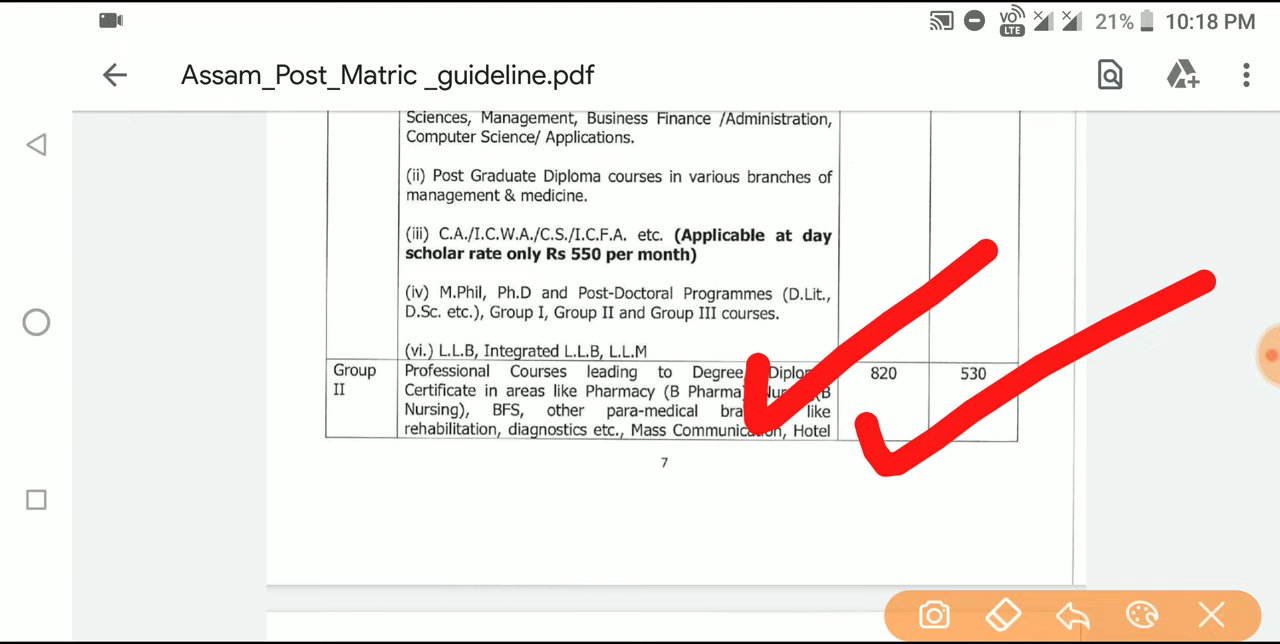 VO
LTE
21%
10:18 PM
Assam_Post_Matric _guideline.pdf
Sciences, Management, Business Finance /Administration,
Computer Science/ Applications.
(ii) Post Graduate Diploma courses in various branches of
management & medicine.
(iii) C.A./I.C.W.A./C.S./I.C.F.A. etc. (Applicable at day
scholar rate only Rs 550 per month)
(iv) M.Phil, Ph.D and Post-Doctoral Programmes (D.Lit.,
D.Sc. etc.), Group I, Group II and Group III courses.
(vi.) L.L.B, Integrated L.L.B, L.L.M
Group
II
Professional Courses leading to Degree,
Certificate in areas like Pharmacy (B Pharma), (B
Nursing), BFS, other para-medical like
rehabilitation, diagnostics etc., Mass Communication, Hotel
820
530
7